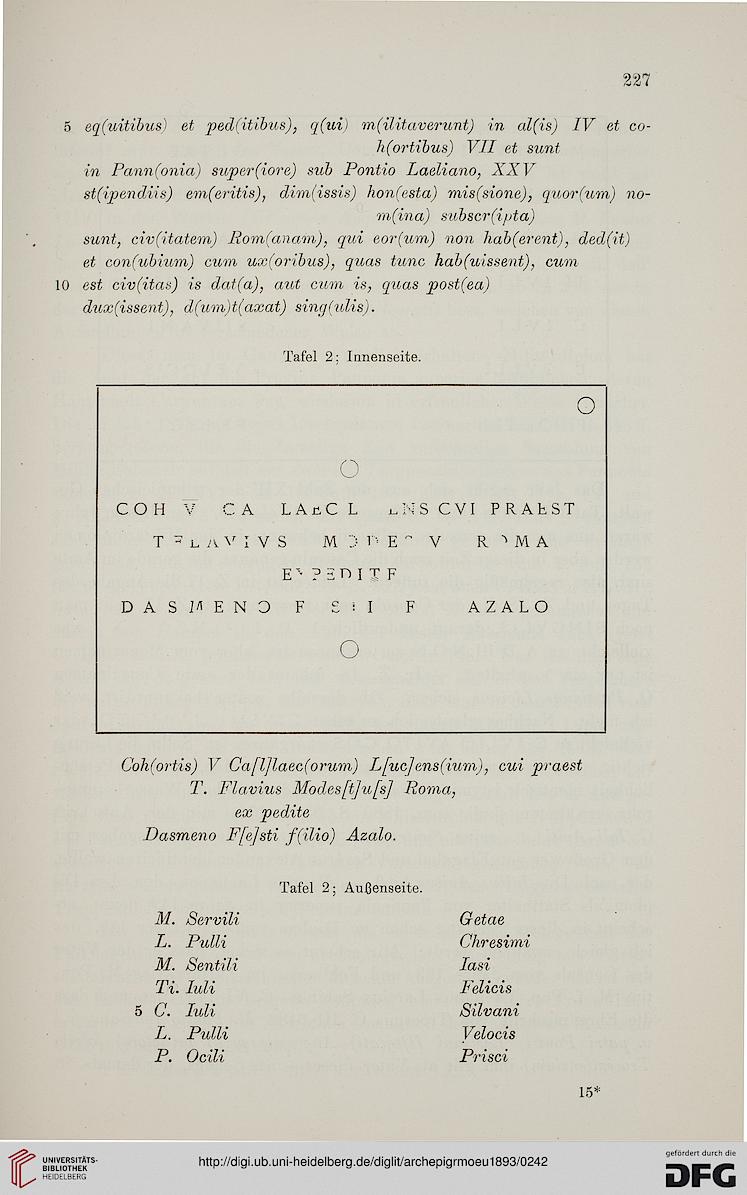 227
5 eq(uitibus) et ped(itibus), q(ui) m(ilitaverunt) in al(is) IV et co-
h(ortibus) VII et sunt
in Pann(onia) super(iore) sub Pontio Laeliano, XXV
st(ipendiis) em(eritis), dim(issis) hon(esta) mis(sione), quor(um) no-
m(ina) subscr(ipta)
sunt, civ(itatem) Rom(anam), qui eor(um) non hab(erent), ded(it)
et con(ubium) cum ux(oribus), quas tunc hab(uissent), cum
10 est civ(itas) is dat(a), aut cum is, quas post(ea)
dux(issent), d(um)t(axat) sing(ulis).
Tafel 2; Innenseite.
COH V CA LAEC L ENS CVI PRAEST
V R MA
DASMENO F F AZALO
Coh(ortis) V Ca[l]laec(orum) L[uc]ens(ium), cui praest
T. Flavius Modes[t]u[s] Roma,
ex pedite
Dasmeno F[e]sti f(ilio) Azalo.
Tafel 2; Außenseite.
M. Servili Getae
L. Pulli Chresimi
M. Sentili Iasi
Ti. Iuli Felicis
5 C. Iuli Silvani
L. Pulli Velocis
P. Ocili Prisci
15*
UNIVERSITÄTS-
BIBLIOTHEK
HEIDELBERG
http://digi.ub.uni-heidelberg.de/diglit/archepigrmoeu1893/0242
gefördert durch die
DFG